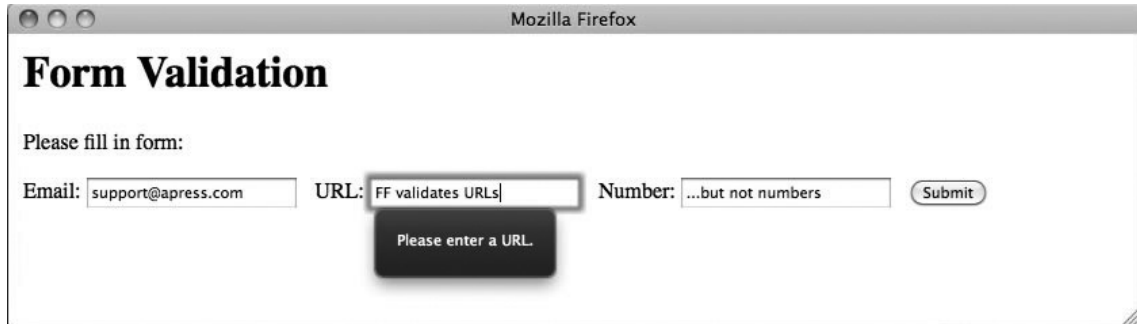 Mozilla Firefox
Form Validation
Please fill in form:
Email: support@apress.com URL: FF validates URLs Number: ...but not numbers Submit
Please enter a URL.